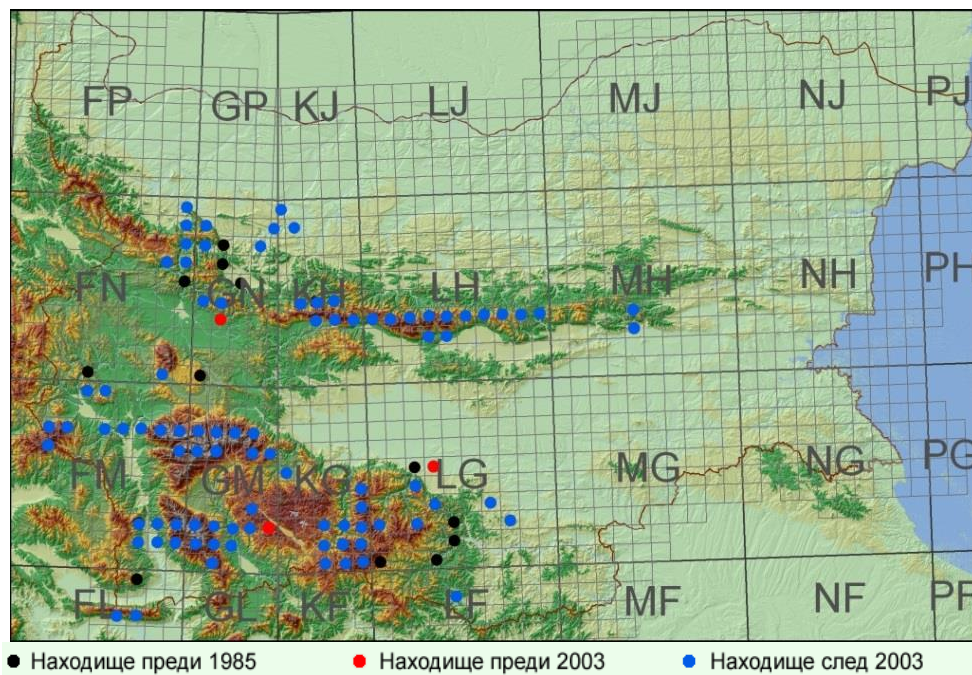 FP GP KJ LJ MJ NJ PJ
FN GN KH LH MH NH PH
FM GM KG LG MG NG PG
FL GL KF LF MF NF PF
Находище преди 1985 Находище преди 2003 Находище след 2003